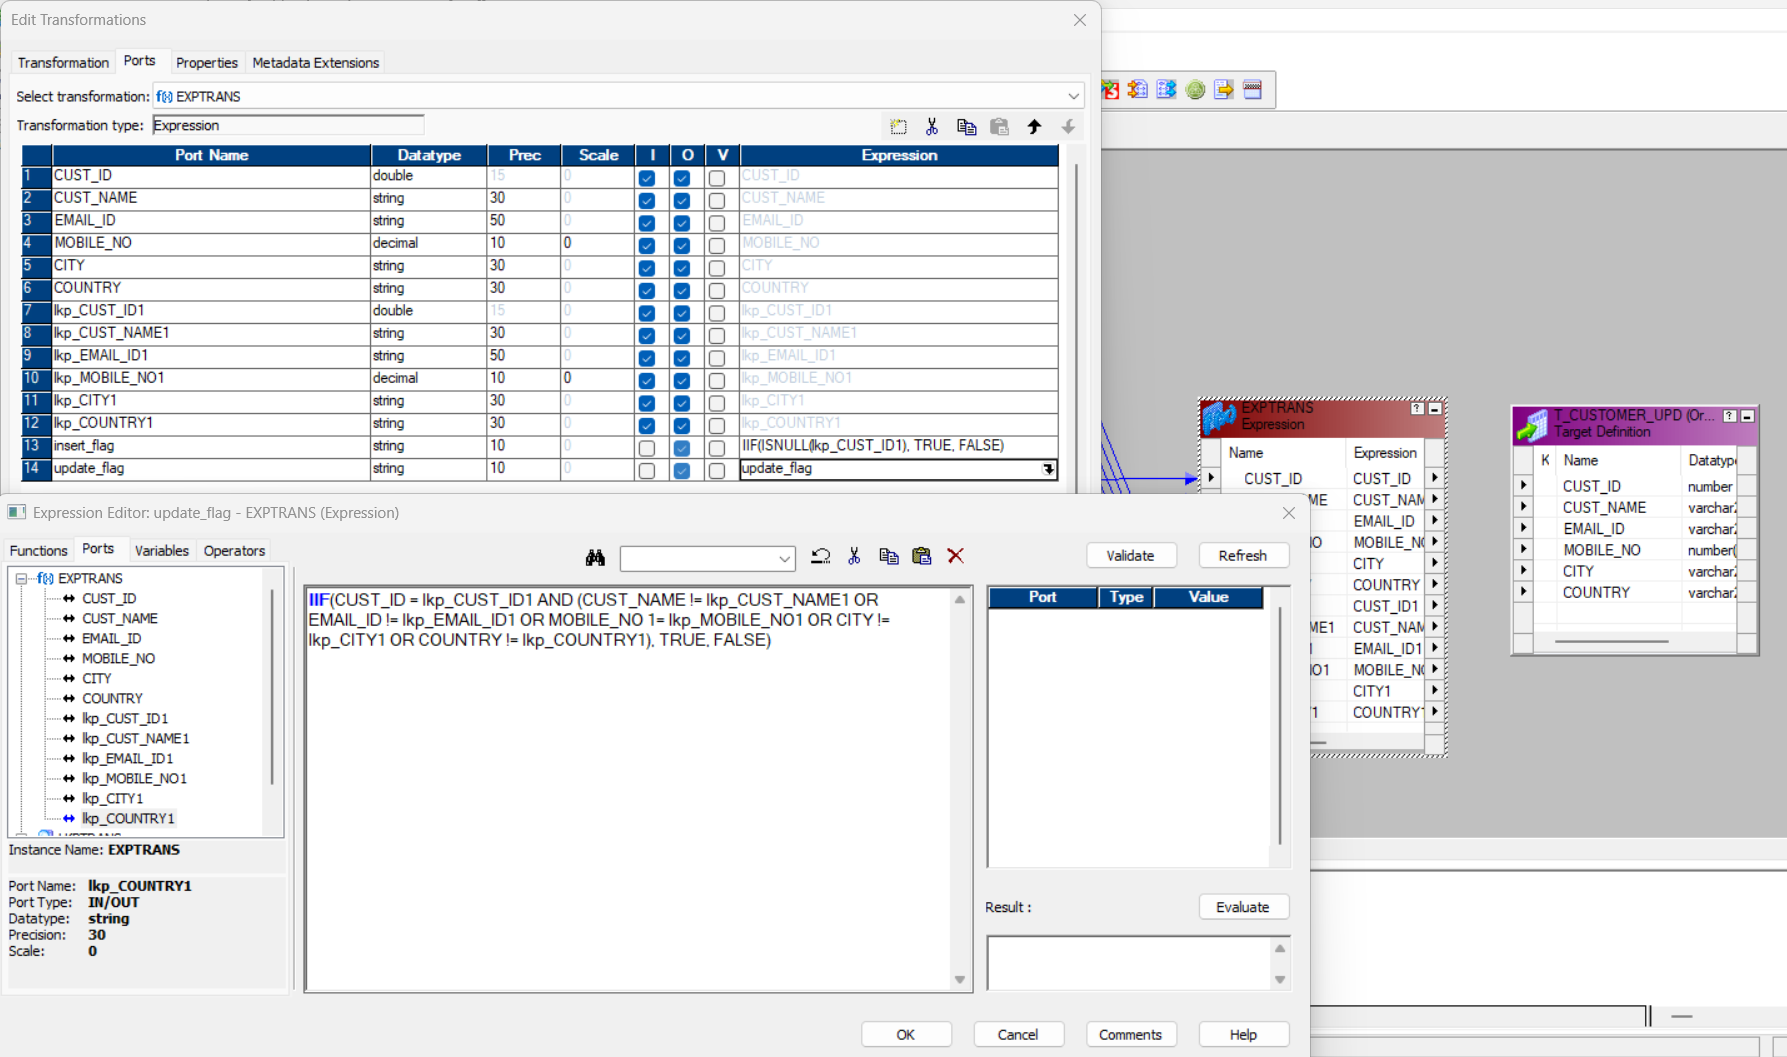 Edit Transformations
Transformation Ports Properties Metadata Extensions
Select transformation: f(x) EXPTRANS
Transformation type: Expression
Port Name Datatype Prec Scale I O V Expression
1 CUST_ID double 15 0 CUST_ID
2 CUST_NAME string 30 0 CUST_NAME
3 EMAIL_ID string 50 0 EMAIL_ID
4 MOBILE_NO decimal 10 0 MOBILE_NO
5 CITY string 30 0 CITY
6 COUNTRY string 30 0 COUNTRY
7 lkp_CUST_ID1 double 15 0 lkp_CUST_ID1
8 lkp_CUST_NAME1 string 30 0 lkp_CUST_NAME1
9 lkp_EMAIL_ID1 string 50 0 lkp_EMAIL_ID1
10 lkp_MOBILE_NO1 decimal 10 0 lkp_MOBILE_NO1
11 lkp_CITY1 string 30 0 lkp_CITY1
12 lkp_COUNTRY1 string 30 0 lkp_COUNTRY1
13 insert_flag string 10 0 IIF(ISNULL(lkp_CUST_ID1), TRUE, FALSE)
14 update_flag string 10 0 update_flag
Expression Editor: update_flag - EXPTRANS (Expression)
Functions Ports Variables Operators
Validate Refresh
f(x) EXPTRANS
CUST_ID
CUST_NAME
EMAIL_ID
MOBILE_NO
CITY
COUNTRY
lkp_CUST_ID1
lkp_CUST_NAME1
lkp_EMAIL_ID1
lkp_MOBILE_NO1
lkp_CITY1
lkp_COUNTRY1
IIF(CUST_ID = lkp_CUST_ID1 AND (CUST_NAME != lkp_CUST_NAME1 OR
EMAIL_ID != lkp_EMAIL_ID1 OR MOBILE_NO 1= lkp_MOBILE_NO1 OR CITY !=
lkp_CITY1 OR COUNTRY != lkp_COUNTRY1), TRUE, FALSE)
Port Type Value
Instance Name: EXPTRANS
Port Name: lkp_COUNTRY1
Port Type: IN/OUT
Datatype: string
Precision: 30
Scale: 0
Result :
Evaluate
OK Cancel Comments Help
EXPTRANS
Expression
Name Expression
CUST_ID CUST_ID
ME CUST_NAM
EMAIL_ID
O MOBILE_N
CITY
COUNTRY
CUST_ID1
ME1 CUST_NAM
EMAIL_ID1
IO1 MOBILE_N
CITY1
1 COUNTRY
T_CUSTOMER_UPD (Or...
Target Definition
K Name Datatyp
CUST_ID number
CUST_NAME varchar
EMAIL_ID varchar
MOBILE_NO number(
CITY varchar
COUNTRY varchar